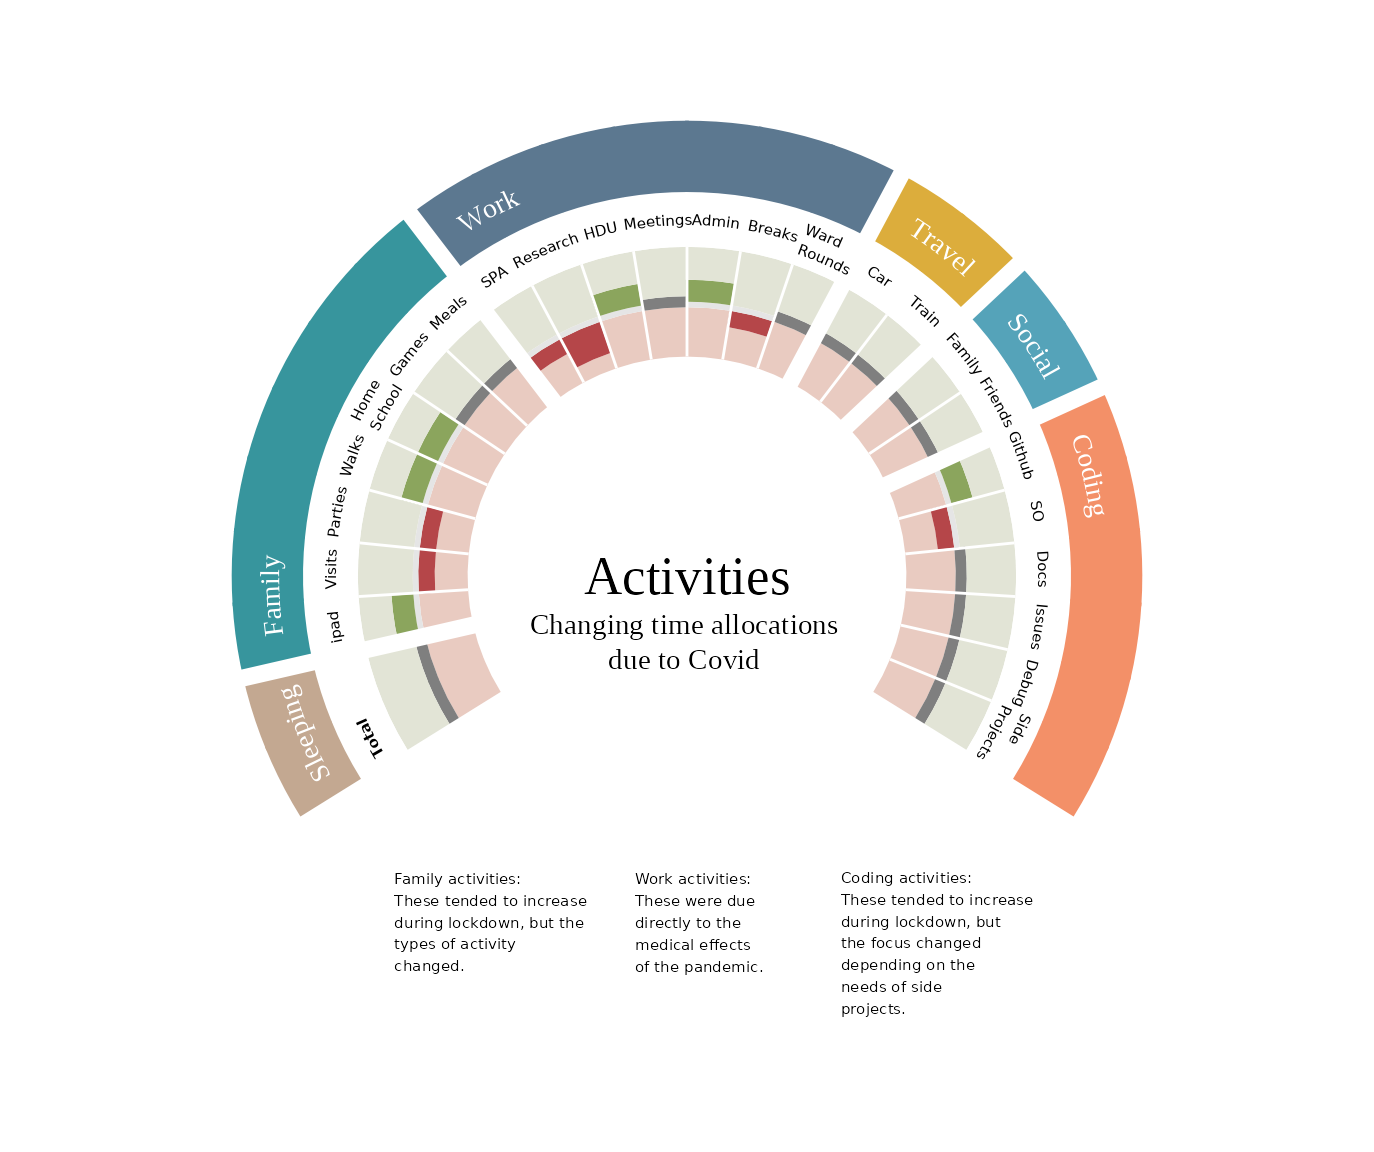 Work
Travel
Social
Coding
Family
Sleeping
Total
ipad
Visits
Parties
Walks
Home
School
Games
Meals
SPA
Research
HDU
Meetings
Admin
Breaks
Ward
Rounds
Car
Train
Family
Friends
Github
SO
Docs
Issues
Debug
Side
Projects
Activities
Changing time allocations
due to Covid
Family activities:
These tended to increase
during lockdown, but the
types of activity
changed.
Work activities:
These were due
directly to the
medical effects
of the pandemic.
Coding activities:
These tended to increase
during lockdown, but
the focus changed
depending on the
needs of side
projects.